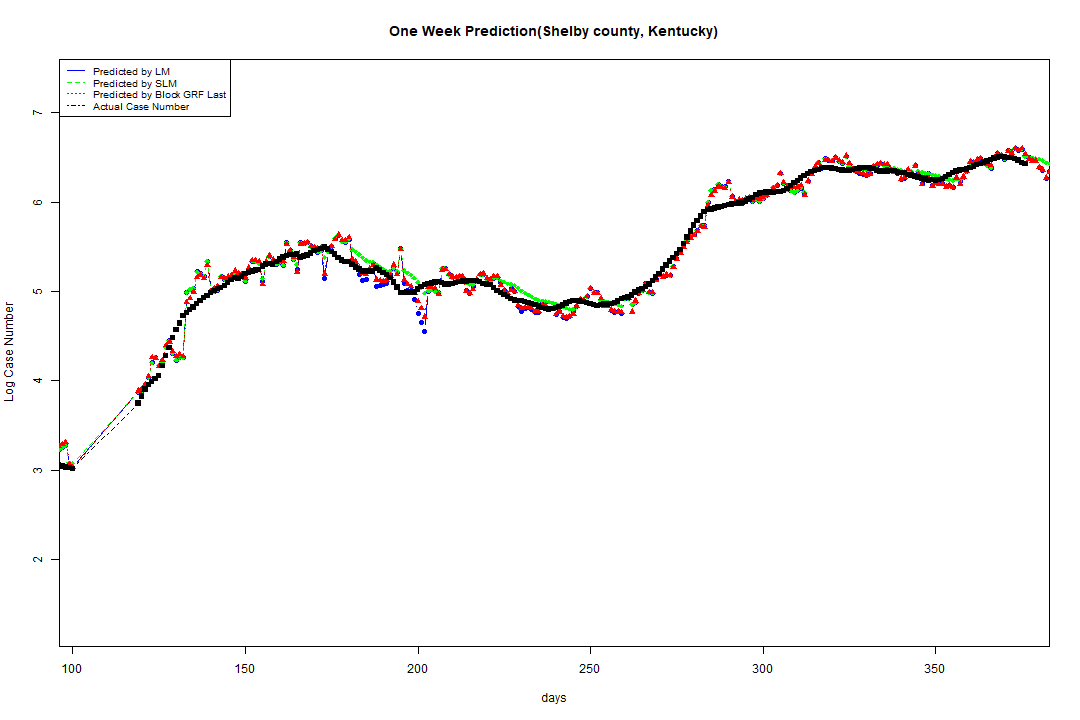 One Week Prediction(Shelby county, Kentucky)
Predicted by LM
Predicted by SLM
Predicted by Block GRF Last
Actual Case Number
7
6
5
4
3
2
Log Case Number
100 150 200 250 300 350
days